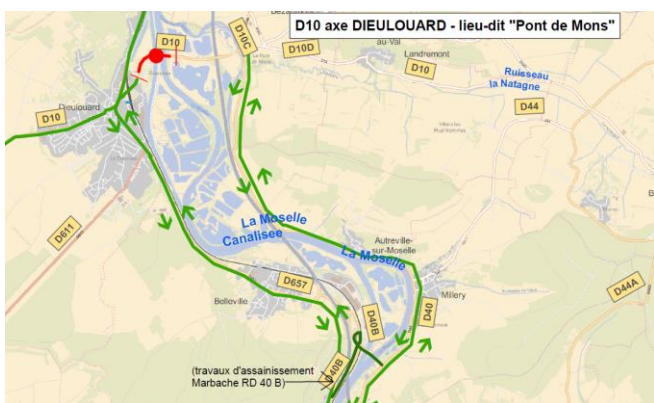 D10 axe DIEULOUARD - lieu-dit "Pont de Mons"
D10
D10C
D10D
au-Val
Landremont
D10
Ruisseau
la Natagne
D44
Dieulouard
D10
La Moselle
Canalisee
D611
La Moselle
Autreville
-sur-Moselle
D657
Belleville
Millery
D44A
D40B
D40
(travaux d'assainissement
Marbache RD 40 B)
D40B